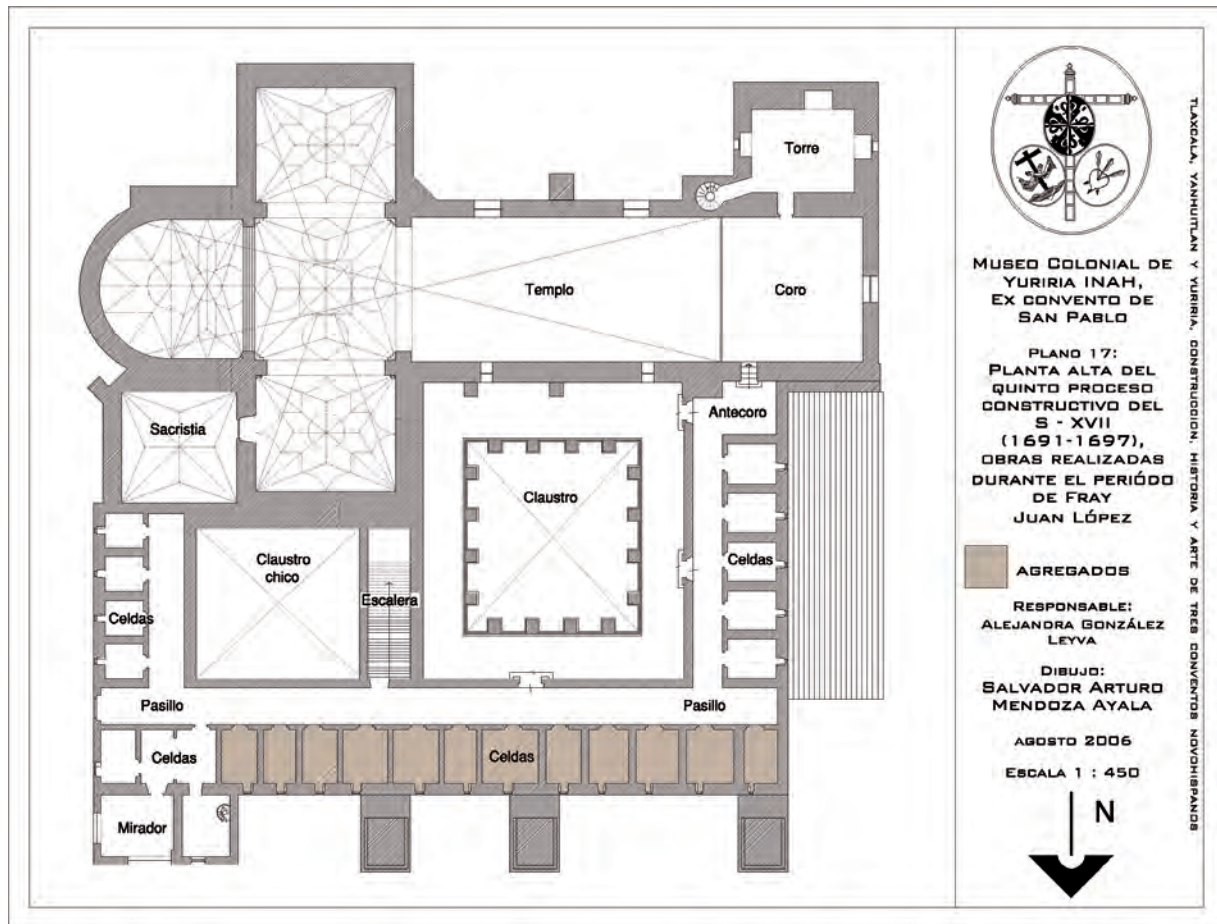 Torre
Templo
Coro
Sacristia
Antecoro
Claustro
Claustro
chico
Escalera
Celdas
Celdas
Pasillo
Pasillo
Celdas
Celdas
Mirador
MUSEO COLONIAL DE
YURIRIA INAH,
EX CONVENTO DE
SAN PABLO
PLANO 17:
PLANTA ALTA DEL
QUINTO PROCESO
CONSTRUCTIVO DEL
S - XVII
(1691-1697),
OBRAS REALIZADAS
DURANTE EL PERIÓDO
DE FRAY
JUAN LÓPEZ
AGREGADOS
RESPONSABLE:
ALEJANDRA GONZÁLEZ
LEYVA
DIBUJO:
SALVADOR ARTURO
MENDOZA AYALA
AGOSTO 2006
ESCALA 1 : 450
N
TLAXCALA, YANHUITLAN Y YURIRIA, CONSTRUCCION, HISTORIA Y ARTE DE TRES CONVENTOS NOVOHISPANOS